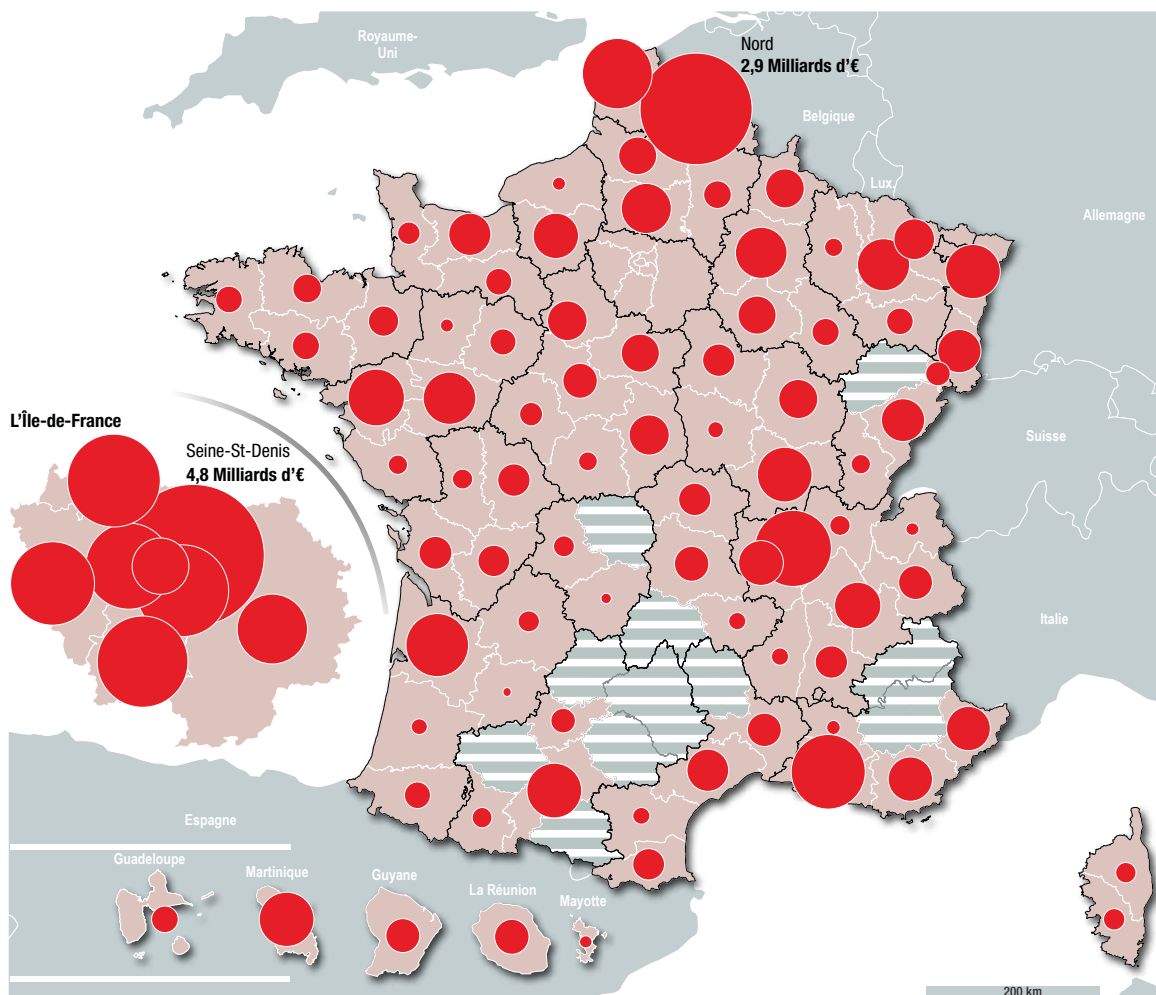 Royaume-
Uni
Nord
2,9 Milliards d'€
Belgique
Lux.
Allemagne
L'Île-de-France
Seine-St-Denis
4,8 Milliards d'€
Suisse
Italie
Espagne
Guadeloupe
Martinique
Guyane
La Réunion
Mayotte
200 km